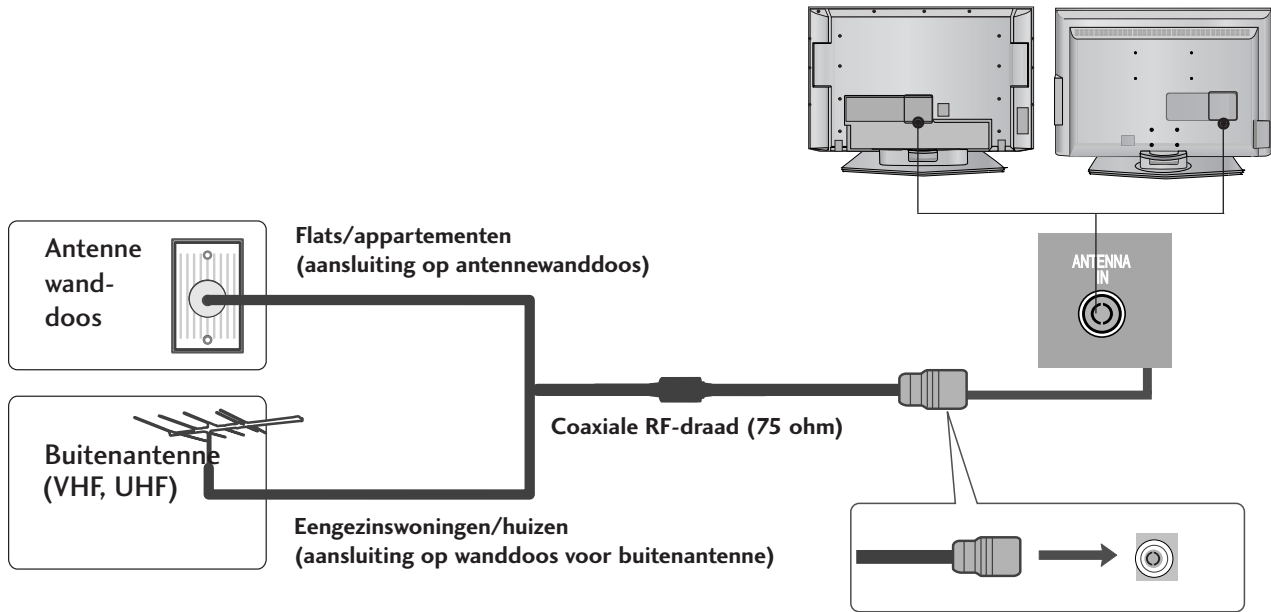 Antenne
wand-
doos
Flats/appartementen
(aansluiting op antennewanddoos)
ANTENNA
IN
Coaxiale RF-draad (75 ohm)
Buitenantenne
(VHF, UHF)
Eengezinswoningen/huizen
(aansluiting op wanddoos voor buitenantenne)